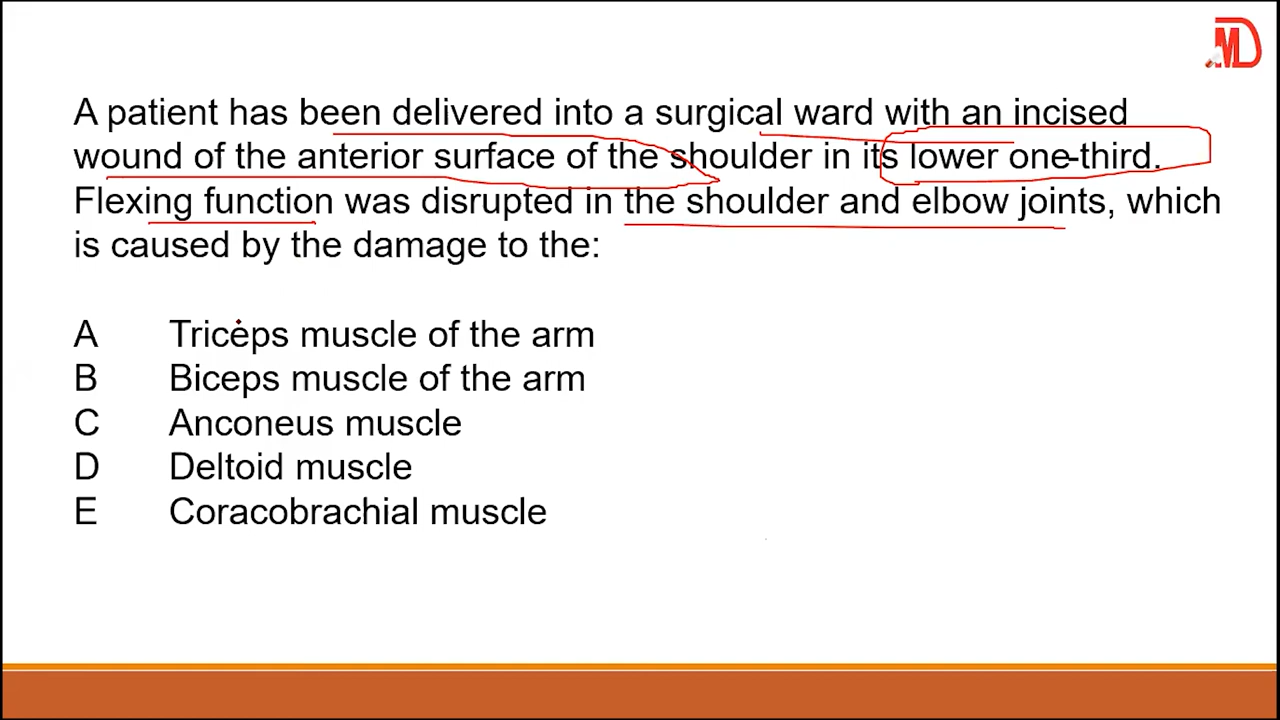 MD
A patient has been delivered into a surgical ward with an incised
wound of the anterior surface of the shoulder in its lower one-third.
Flexing function was disrupted in the shoulder and elbow joints, which
is caused by the damage to the:
A Triceps muscle of the arm
B Biceps muscle of the arm
C Anconeus muscle
D Deltoid muscle
E Coracobrachial muscle